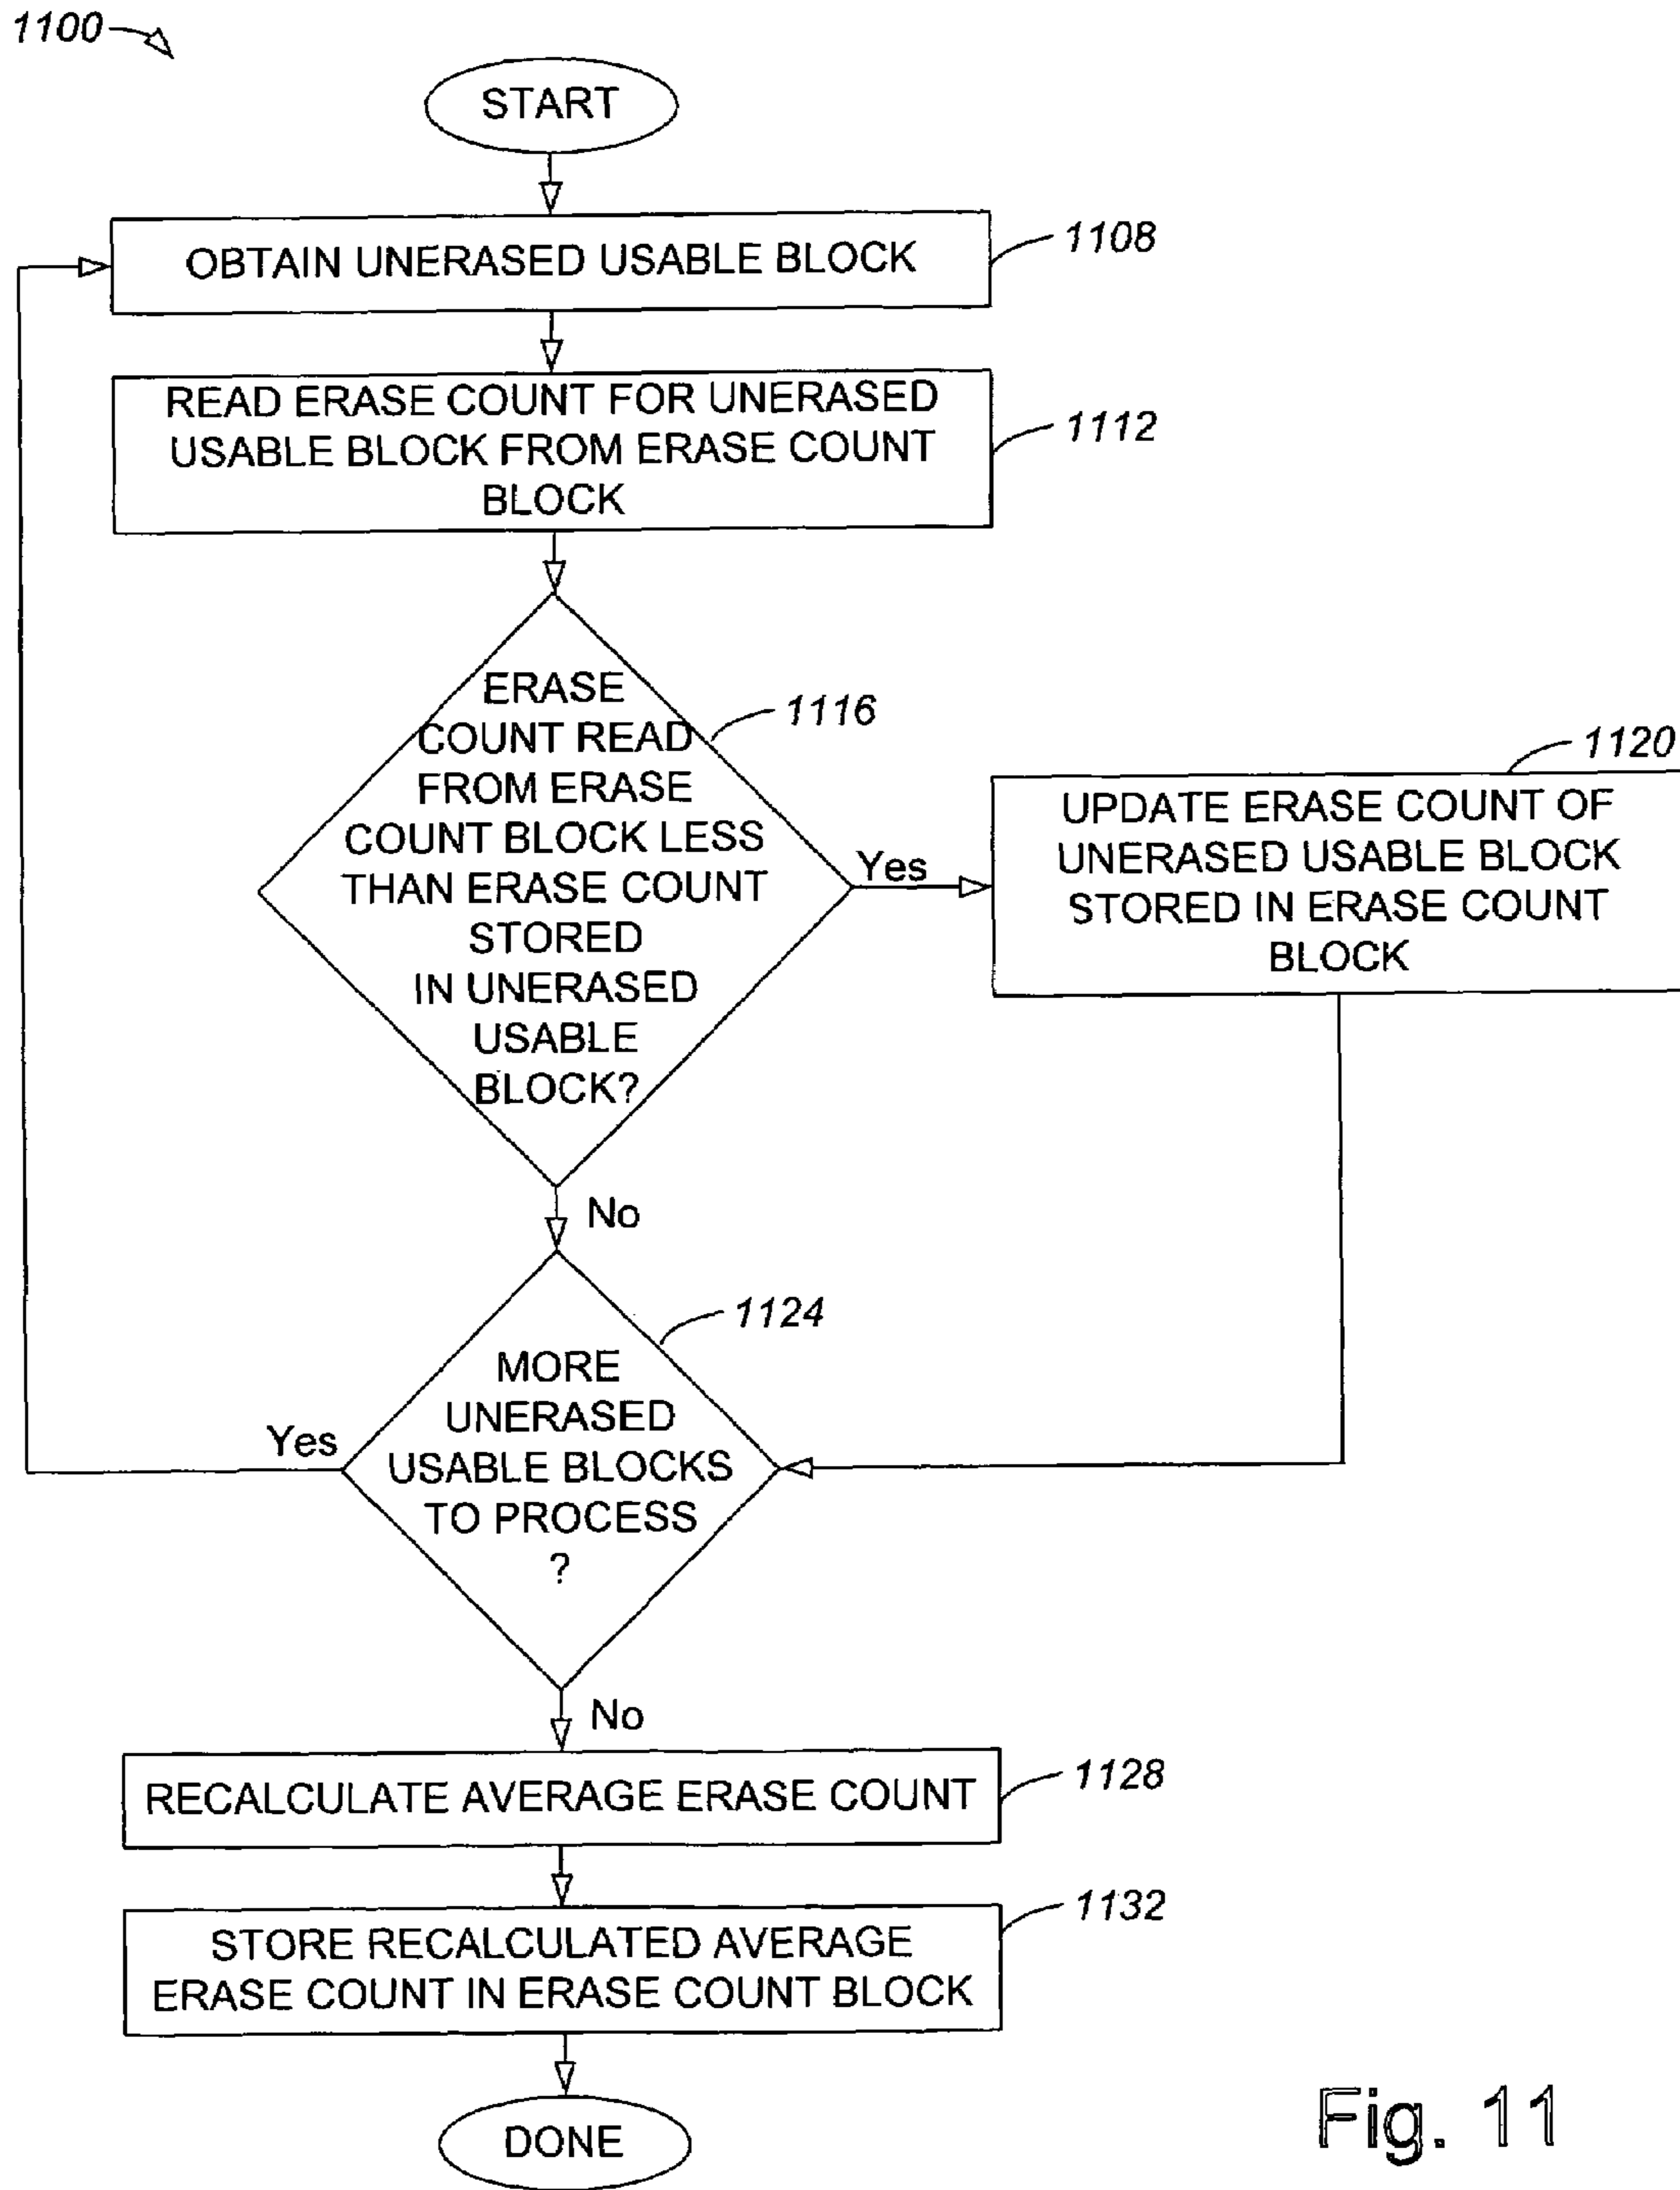 1100
START
OBTAIN UNERASED USABLE BLOCK
1108
READ ERASE COUNT FOR UNERASED
USABLE BLOCK FROM ERASE COUNT
BLOCK
1112
ERASE
COUNT READ
FROM ERASE
COUNT BLOCK LESS
THAN ERASE COUNT
STORED
IN UNERASED
USABLE
BLOCK?
1116
Yes
1120
UPDATE ERASE COUNT OF
UNERASED USABLE BLOCK
STORED IN ERASE COUNT
BLOCK
No
1124
MORE
UNERASED
USABLE BLOCKS
TO PROCESS
?
Yes
No
RECALCULATE AVERAGE ERASE COUNT
1128
STORE RECALCULATED AVERAGE
ERASE COUNT IN ERASE COUNT BLOCK
1132
DONE
Fig. 11